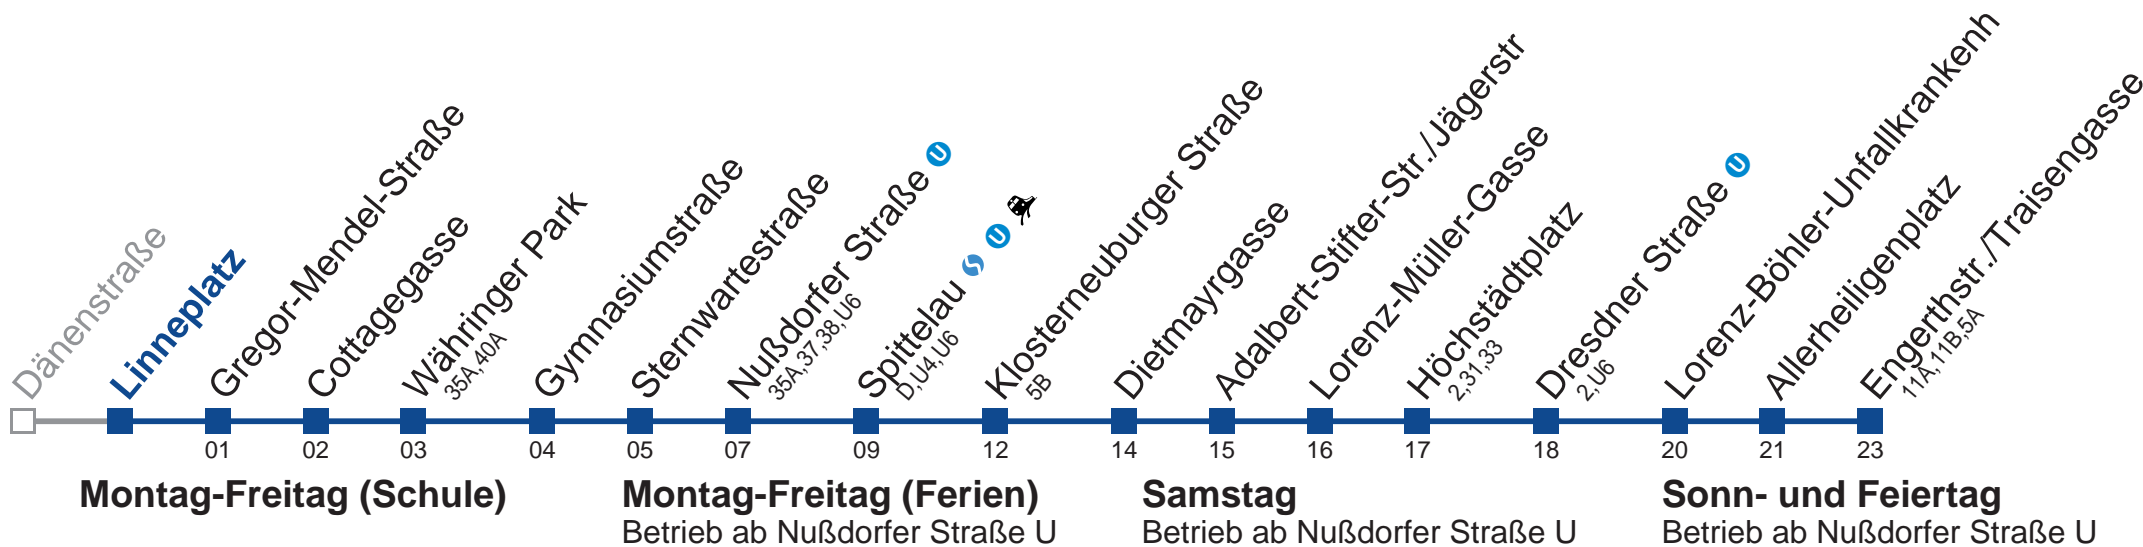 Dänenstraße
Linneplatz
Gregor-Mendel-Straße
Cottagegasse
Währinger Park
35A,40A
Gymnasiumstraße
Sternwartestraße
Nußdorfer Straße U
35A,37,38,U6
Spittelau S U
D,U4,U6
Klosterneuburger Straße
5B
Dietmayrgasse
Adalbert-Stifter-Str./Jägerstr
Lorenz-Müller-Gasse
Höchstädtplatz
2,31,33
Dresdner Straße U
2,U6
Lorenz-Böhler-Unfallkrankenh
Allerheiligenplatz
Engerthstr./Traisengasse
11A,11B,5A
01 02 03 04 05 07 09 12 14 15 16 17 18 20 21 23
Montag-Freitag (Schule)
Montag-Freitag (Ferien)
Betrieb ab Nußdorfer Straße U
Samstag
Betrieb ab Nußdorfer Straße U
Sonn- und Feiertag
Betrieb ab Nußdorfer Straße U